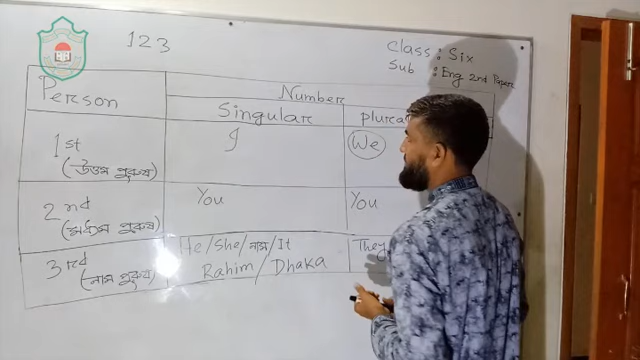 123
Class : Six
Sub : Eng 2nd Paper
Person
Number
Singular
plura
1st
(উত্তম পুরুষ)
I
We
2nd
(মধ্যম পুরুষ)
You
You
3rd
(নাম পুরুষ)
He/She/নাম/It
Rahim/Dhaka
They